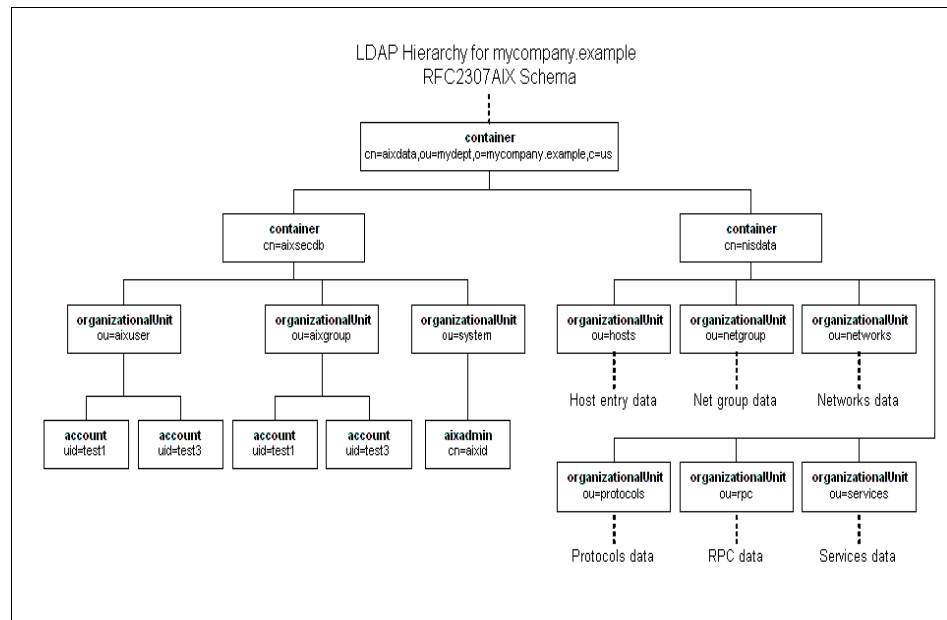 LDAP Hierarchy for mycompany.example
RFC2307AIX Schema
container
cn=aixdata,ou=mydept,o=mycompany.example,c=us
container
cn=aixsecdb
container
cn=nisdata
organizationalUnit
ou=aixuser
organizationalUnit
ou=aixgroup
organizationalUnit
ou=system
organizationalUnit
ou=hosts
organizationalUnit
ou=netgroup
organizationalUnit
ou=networks
Host entry data
Net group data
Networks data
account
uid=test1
account
uid=test3
account
uid=test1
account
uid=test3
aixadmin
cn=aixid
organizationalUnit
ou=protocols
organizationalUnit
ou=rpc
organizationalUnit
ou=services
Protocols data
RPC data
Services data